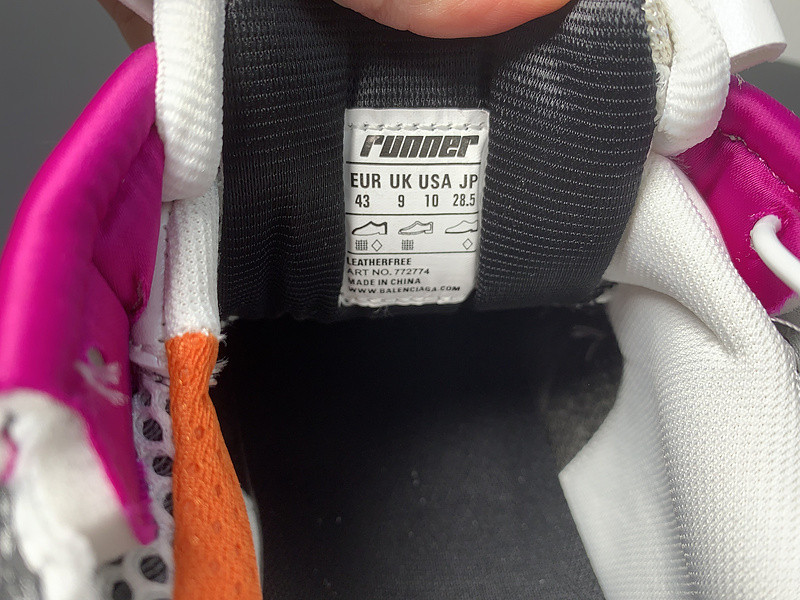 runner
EUR UK USA JP
43 9 10 28.5
LEATHERFREE
ART NO. 772774
MADE IN CHINA
WWW.BALENCIAGA.COM